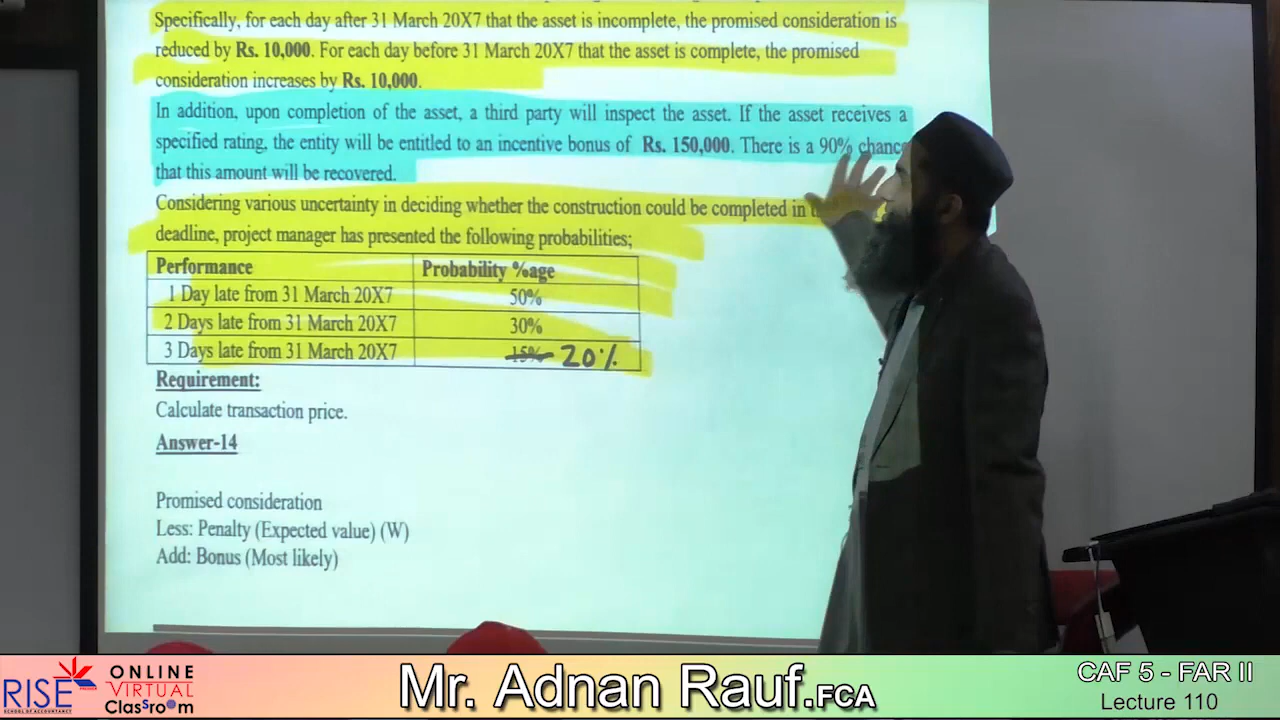 Specifically, for each day after 31 March 20X7 that the asset is incomplete, the promised consideration is
reduced by Rs. 10,000. For each day before 31 March 20X7 that the asset is complete, the promised
consideration increases by Rs. 10,000.
In addition, upon completion of the asset, a third party will inspect the asset. If the asset receives a
specified rating, the entity will be entitled to an incentive bonus of Rs. 150,000. There is a 90% chance
that this amount will be recovered.
Considering various uncertainty in deciding whether the construction could be completed in
deadline, project manager has presented the following probabilities;
Performance Probability %age
1 Day late from 31 March 20X7 50%
2 Days late from 31 March 20X7 30%
3 Days late from 31 March 20X7 15% 20%
Requirement:
Calculate transaction price.
Answer-14
Promised consideration
Less: Penalty (Expected value) (W)
Add: Bonus (Most likely)
RISE
SCHOOL OF ACCOUNTANCY
ONLINE
VIRTUAL
Classroom
Mr. Adnan Rauf.FCA
CAF 5 - FAR II
Lecture 110